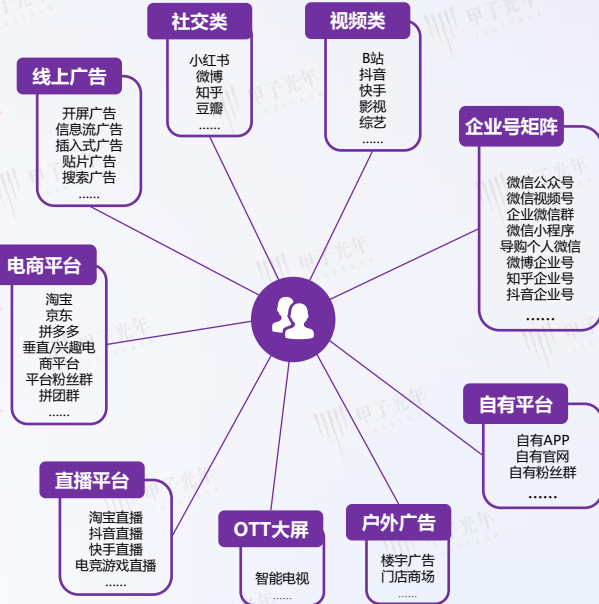 社交类
小红书
微博
知乎
豆瓣
......
视频类
B站
抖音
快手
影视
综艺
......
线上广告
开屏广告
信息流广告
插入式广告
贴片广告
搜索广告
......
企业号矩阵
微信公众号
微信视频号
企业微信群
微信小程序
导购个人微信
微博企业号
知乎企业号
抖音企业号
......
电商平台
淘宝
京东
拼多多
垂直/兴趣电
商平台
平台粉丝群
拼团群
......
自有平台
自有APP
自有官网
自有粉丝群
......
直播平台
淘宝直播
抖音直播
快手直播
电竞游戏直播
......
OTT大屏
智能电视
......
户外广告
楼宇广告
门店商场
......
甲子光年